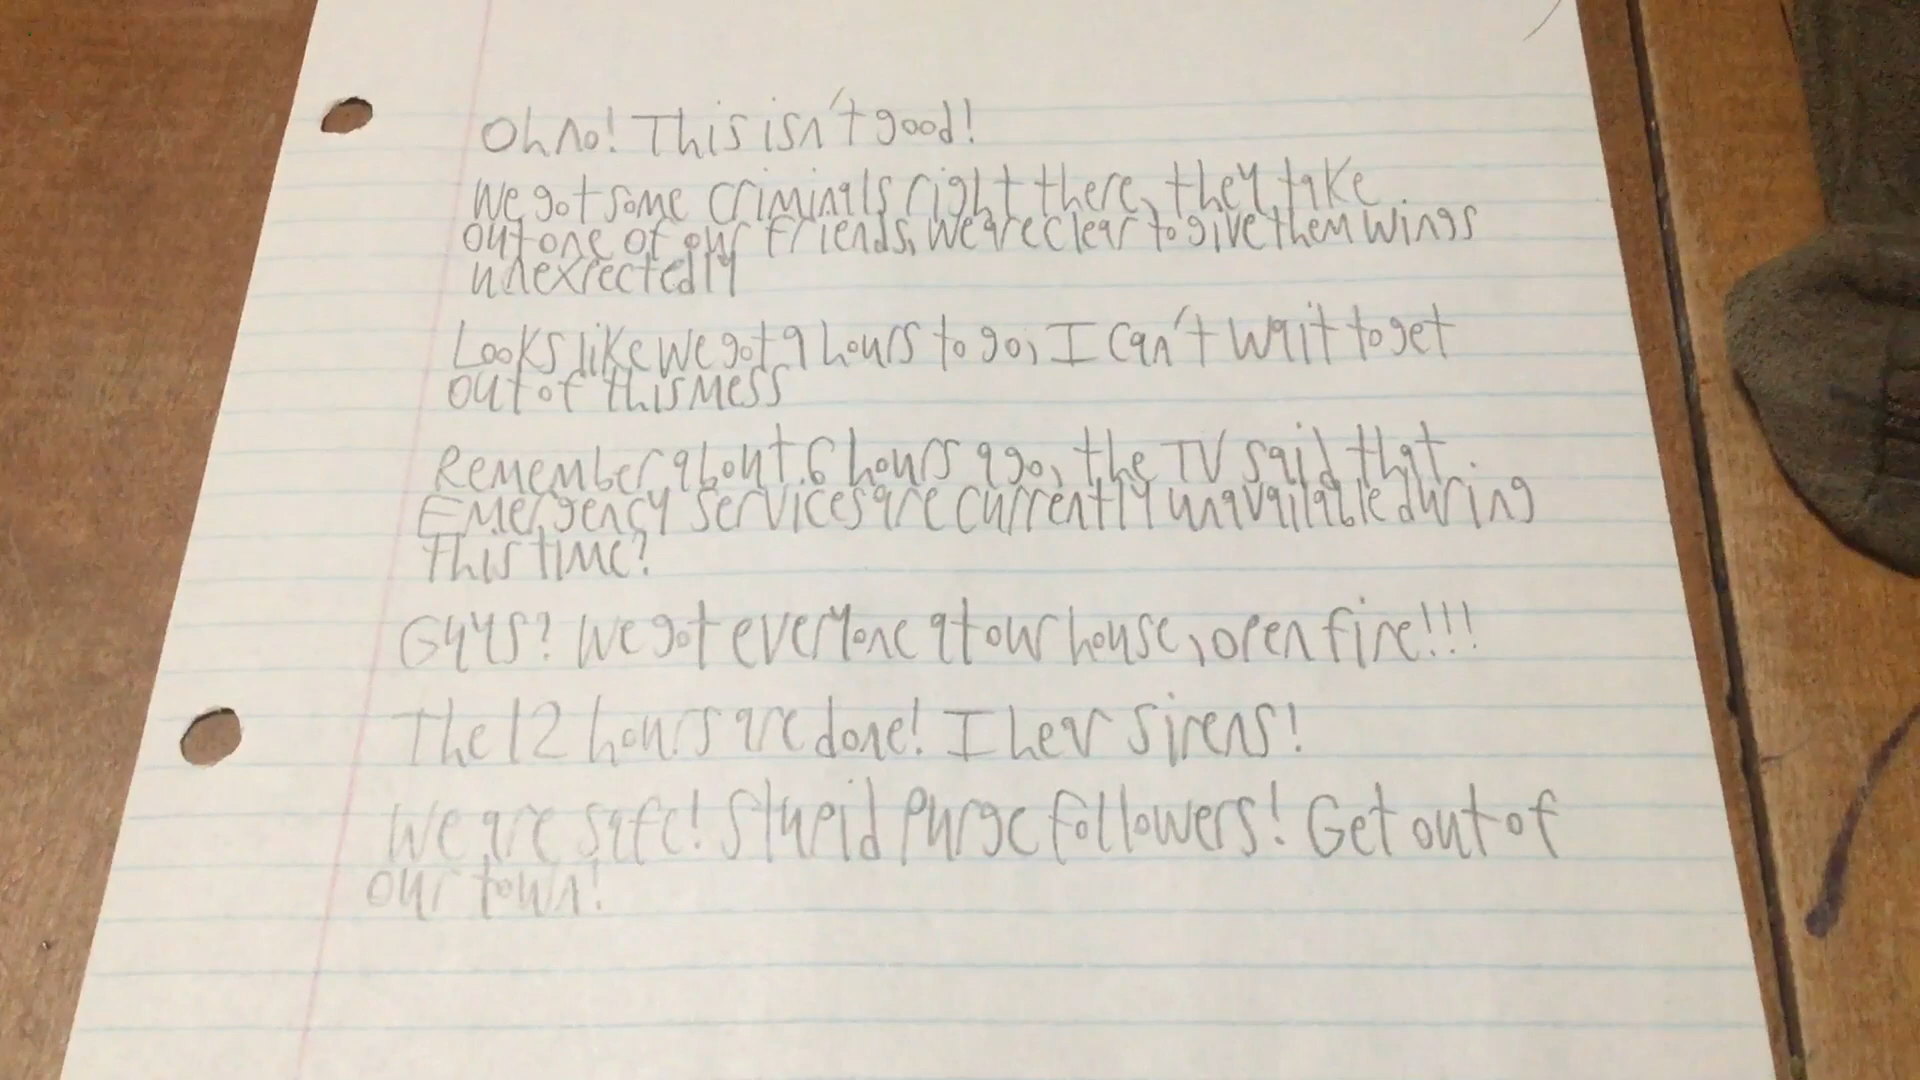 Oh no! This isn't good!
We got some criminals right there, they take
out one of our friends, we are clear to give them wings
unexpectedly
Looks like we got 9 hours to go, I can't wait to get
out of this mess
Remember about 6 hours ago, the TV said that
Emergency services are currently unavailable during
this time?
Guys? We got everyone at our house, open fire!!!
The 12 hours are done! I hear sirens!
We are safe! Stupid Purge followers! Get out of
our town!